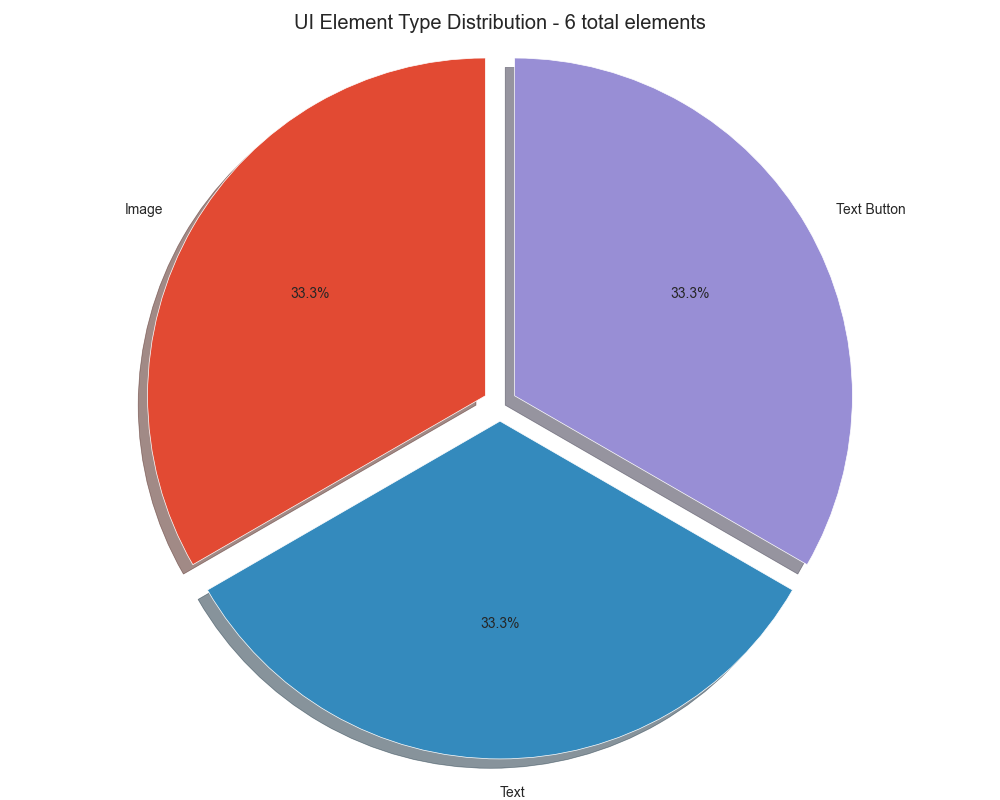 UI Element Type Distribution - 6 total elements
Image
Text Button
33.3%
33.3%
33.3%
Text